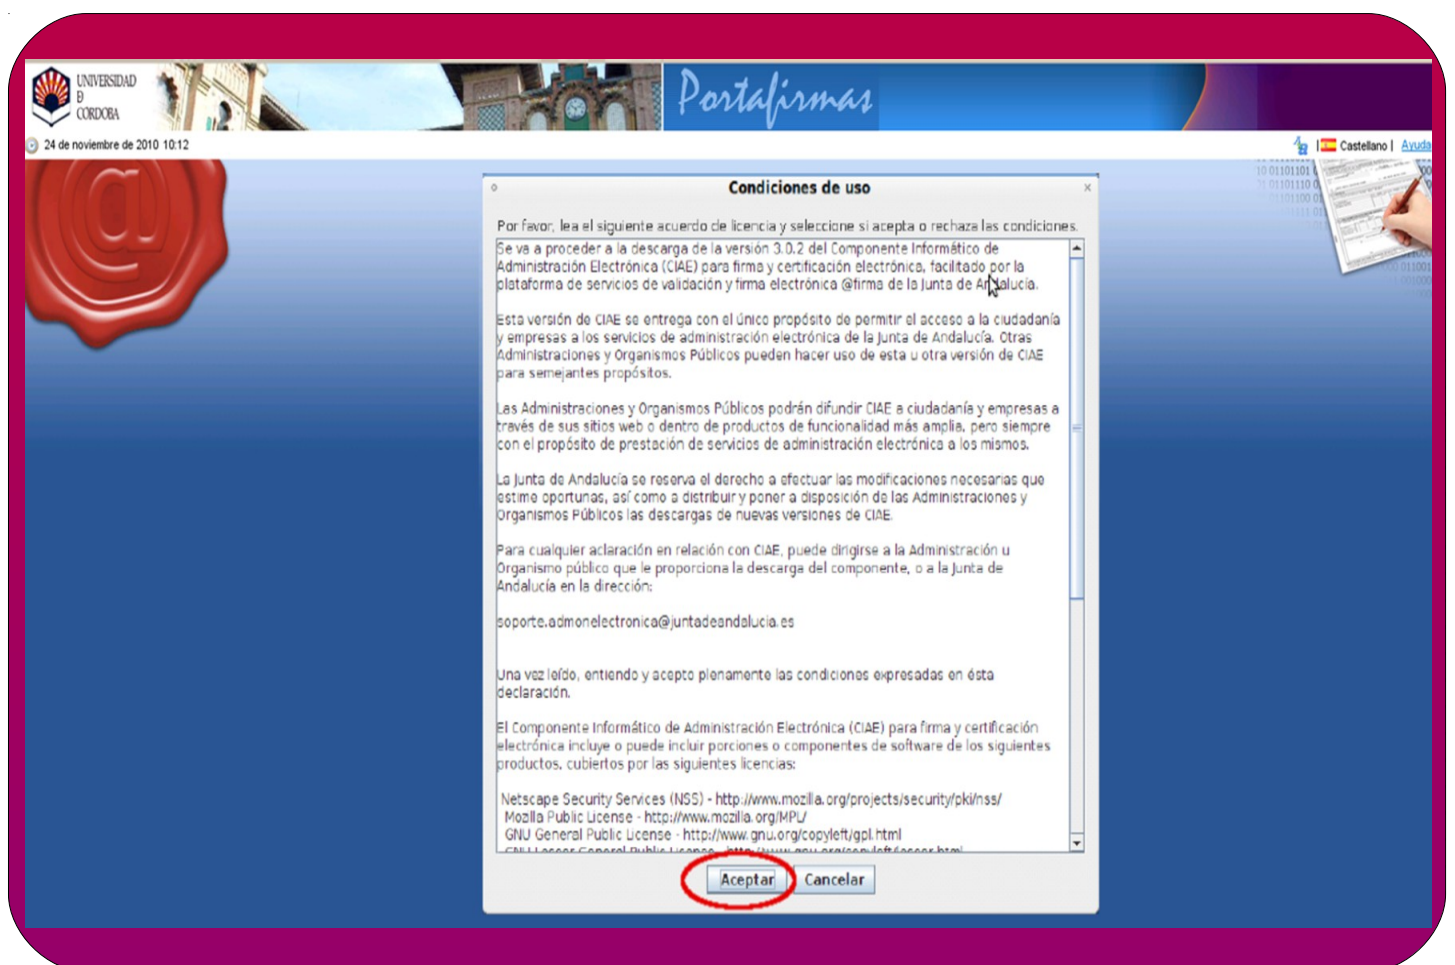 UNIVERSIDAD
Ð
CÓRDOBA
Portafirmas
24 de noviembre de 2010 10:12
Castellano |
Ayuda
Condiciones de uso
Por favor, lea el siguiente acuerdo de licencia y seleccione si acepta o rechaza las condiciones.
Se va a proceder a la descarga de la versión 3.0.2 del Componente Informático de
Administración Electrónica (CIAE) para firma y certificación electrónica, facilitado por la
plataforma de servicios de validación y firma electrónica @firma de la Junta de Andalucía.
Esta versión de CIAE se entrega con el único propósito de permitir el acceso a la ciudadanía
y empresas a los servicios de administración electrónica de la Junta de Andalucía. Otras
Administraciones y Organismos Públicos pueden hacer uso de esta u otra versión de CIAE
para semejantes propósitos.
Las Administraciones y Organismos Públicos podrán difundir CIAE a ciudadanía y empresas a
través de sus sitios web o dentro de productos de funcionalidad más amplia, pero siempre
con el propósito de prestación de servicios de administración electrónica a los mismos.
La Junta de Andalucía se reserva el derecho a efectuar las modificaciones necesarias que
estime oportunas, así como a distribuir y poner a disposición de las Administraciones y
Organismos Públicos las descargas de nuevas versiones de CIAE.
Para cualquier aclaración en relación con CIAE, puede dirigirse a la Administración u
Organismo público que le proporciona la descarga del componente, o a la Junta de
Andalucía en la dirección:
soporte.admonelectronica@juntadeandalucia.es
Una vez leído, entiendo y acepto plenamente las condiciones expresadas en ésta
declaración.
El Componente Informático de Administración Electrónica (CIAE) para firma y certificación
electrónica incluye o puede incluir porciones o componentes de software de los siguientes
productos, cubiertos por las siguientes licencias:
Netscape Security Services (NSS) - http://www.mozilla.org/projects/security/pki/nss/
Mozilla Public License - http://www.mozilla.org/MPL/
GNU General Public License - http://www.gnu.org/copyleft/gpl.html
GNU Lesser General Public License - http://www.gnu.org/copyleft/lesser.html
Aceptar
Cancelar